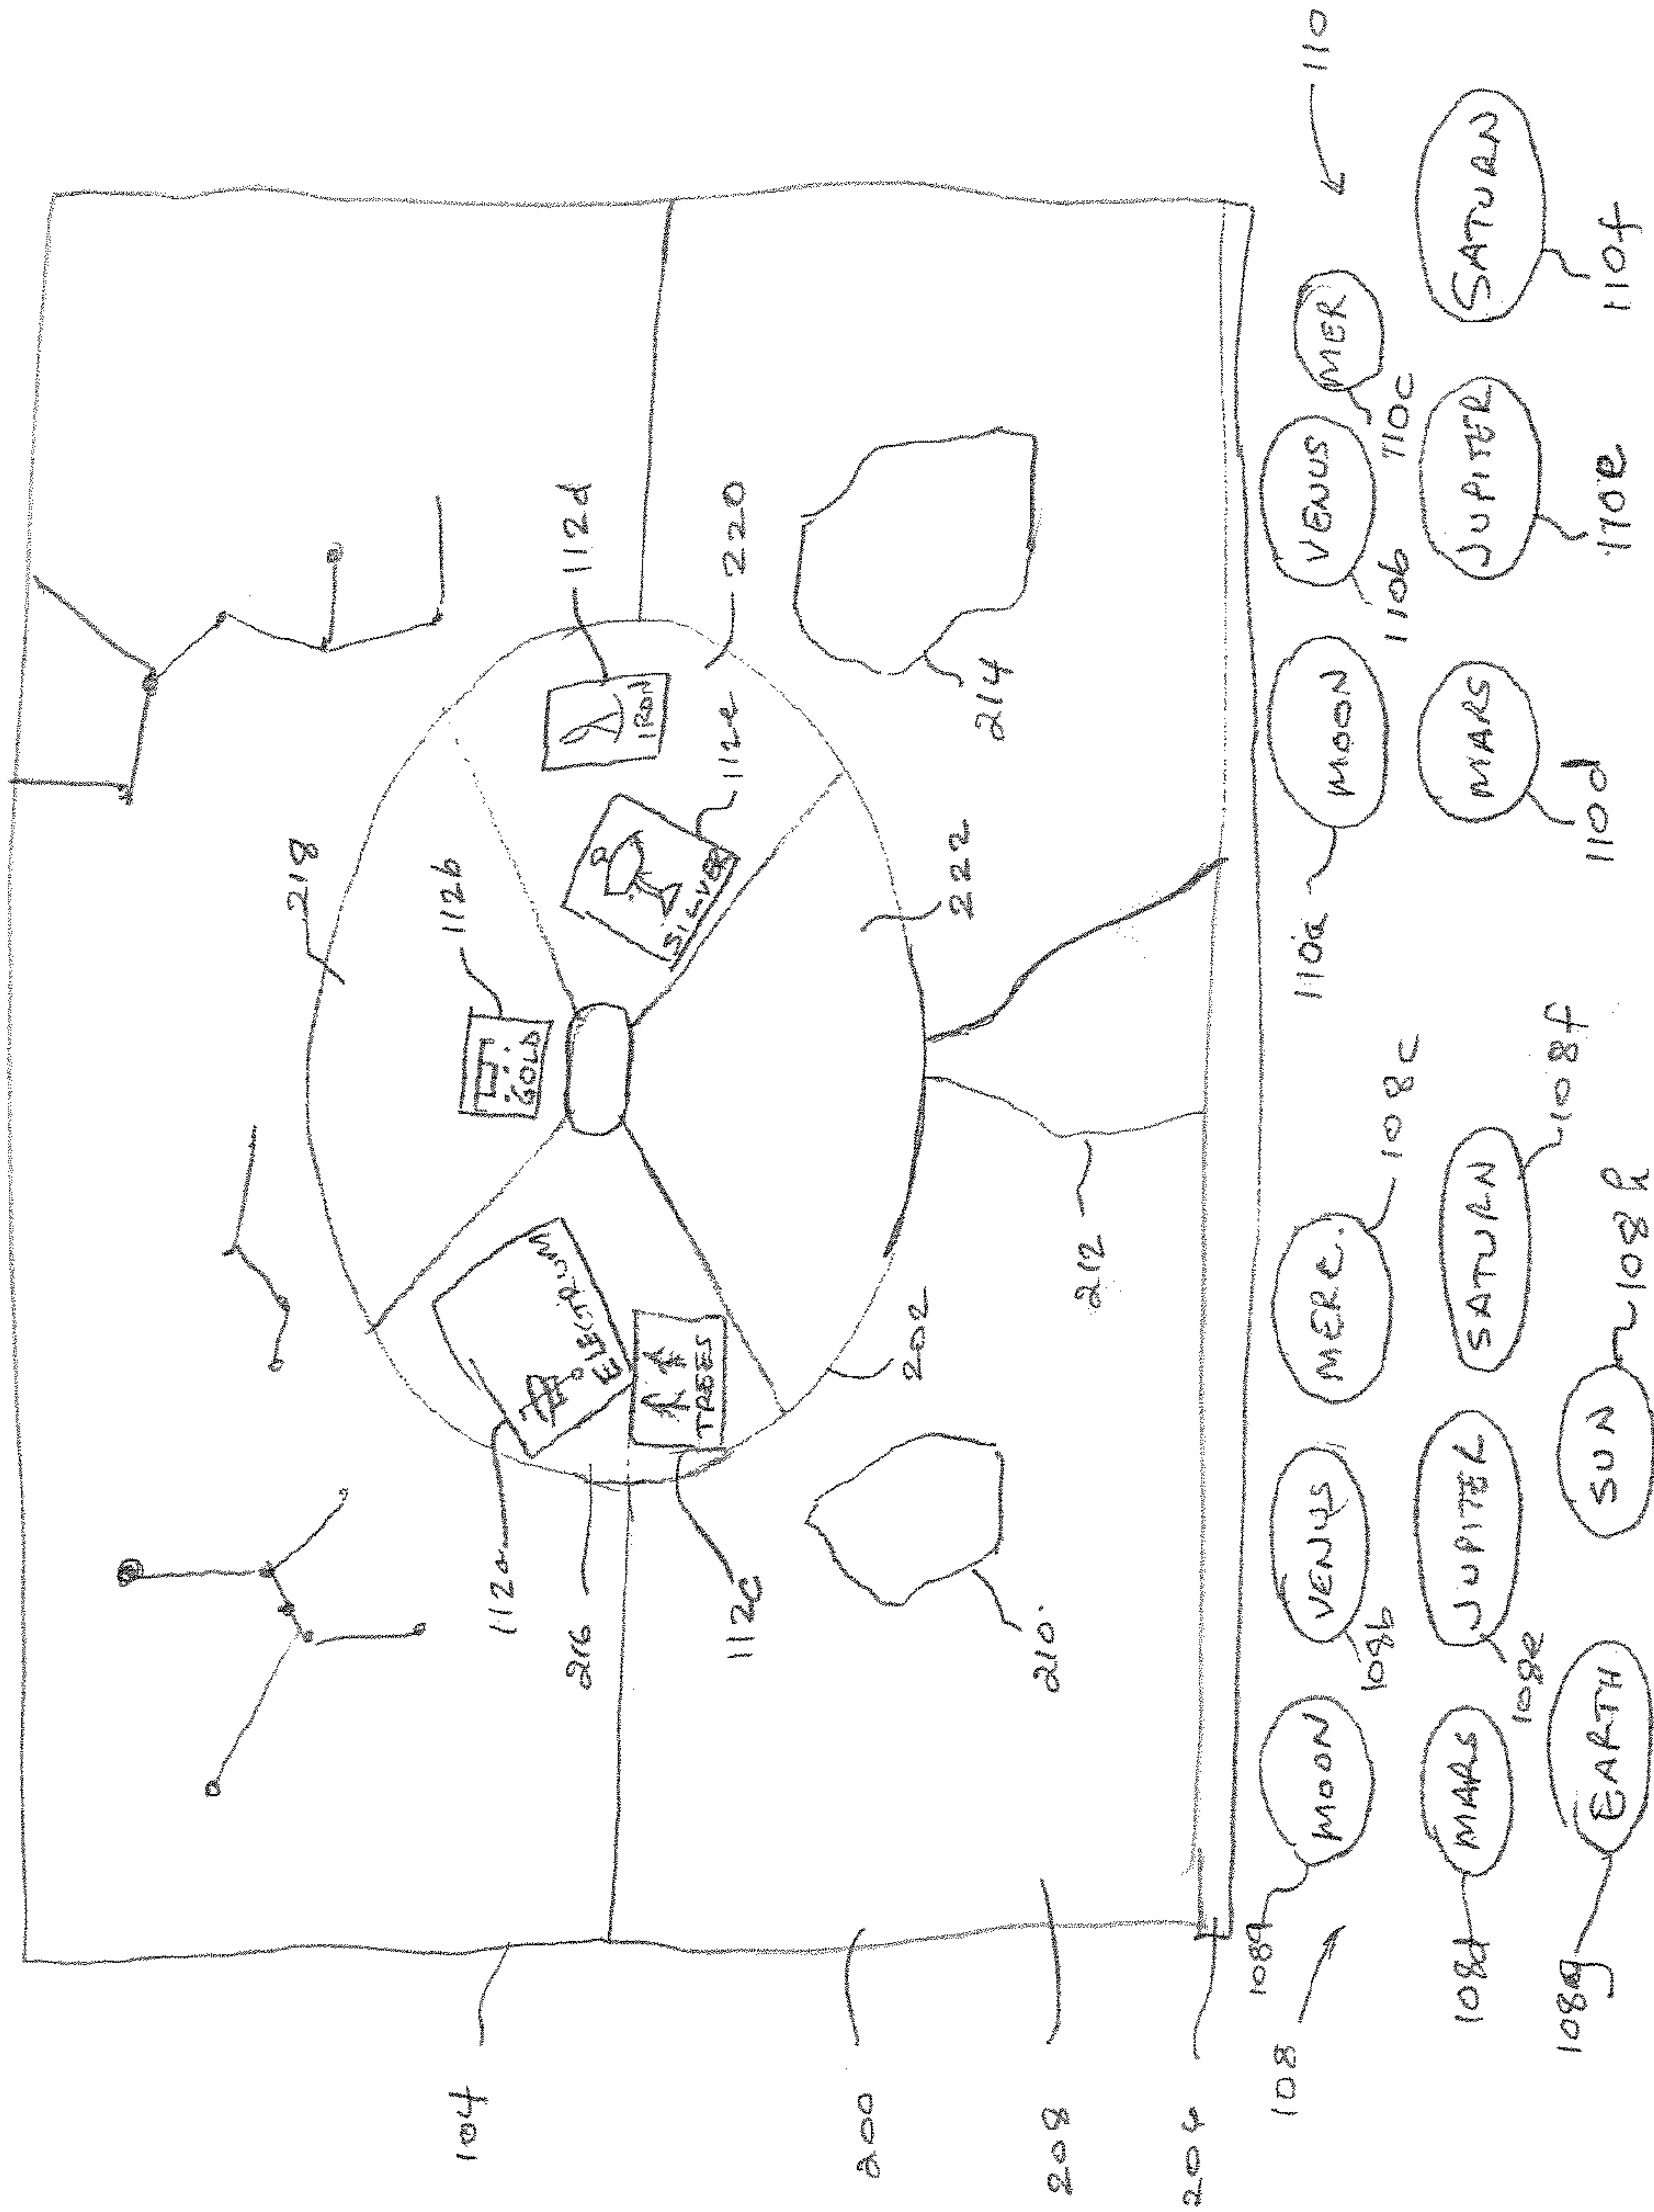 218
112b
104
112a
GOLD
112d
216
ELECTRUM
IRON
TREES
SILVER
112e
220
112c
200
202
222
214
210
208
212
204
108a
108
MOON
VENUS
MERC.
110a
MOON
VENUS
MER
110
108b
108c
110b
110c
108d
MARS
JUPITER
SATURN
MARS
JUPITER
SATURN
108e
108f
108g
EARTH
SUN
108h
110d
110e
110f